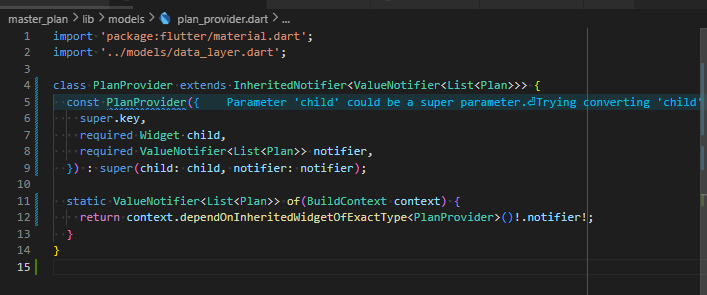 master_plan > lib > models > plan_provider.dart > ...
1 import 'package:flutter/material.dart';
2 import '../models/data_layer.dart';
3
4 class PlanProvider extends InheritedNotifier<ValueNotifier<List<Plan>>> {
5 const PlanProvider({ Parameter 'child' could be a super parameter.⏎Trying converting 'child'
6 super.key,
7 required Widget child,
8 required ValueNotifier<List<Plan>> notifier,
9 }) : super(child: child, notifier: notifier);
10
11 static ValueNotifier<List<Plan>> of(BuildContext context) {
12 return context.dependOnInheritedWidgetOfExactType<PlanProvider>()!.notifier!;
13 }
14 }
15